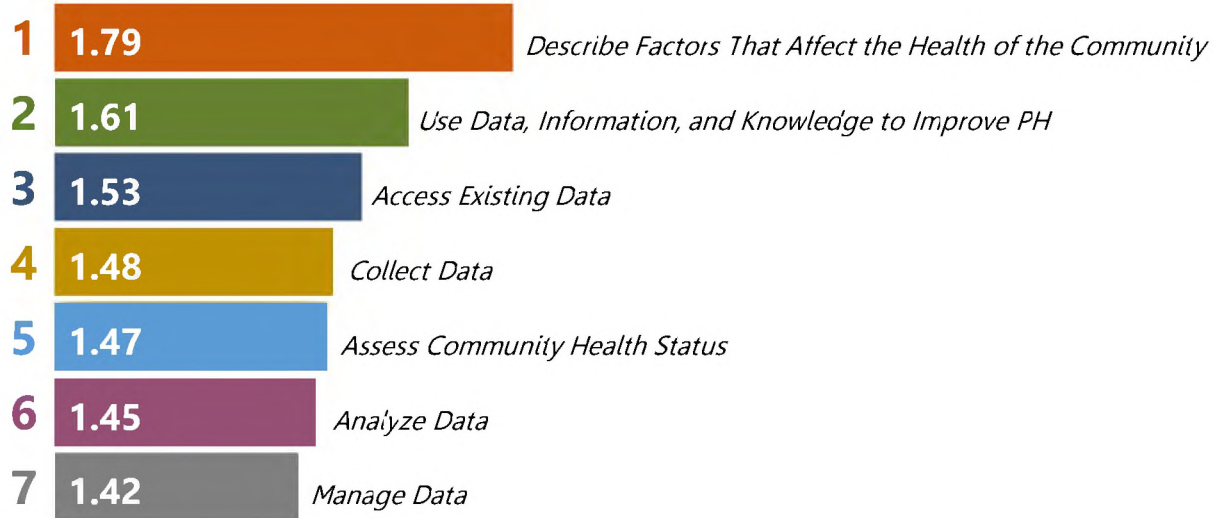 1 1.79 Describe Factors That Affect the Health of the Community
2 1.61 Use Data, Information, and Knowledge to Improve PH
3 1.53 Access Existing Data
4 1.48 Collect Data
5 1.47 Assess Community Health Status
6 1.45 Analyze Data
7 1.42 Manage Data